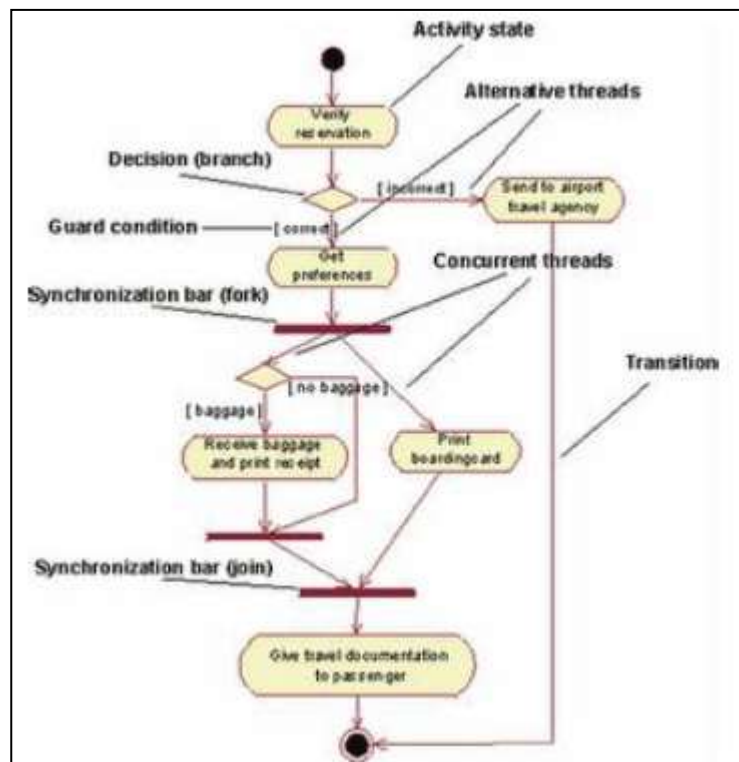 Activity state
Alternative threads
Verify
reservation
Decision (branch)
[ incorrect ]
Send to airport
travel agency
Guard condition
[ correct ]
Get
preferences
Concurrent threads
Synchronization bar (fork)
[ no baggage ]
Transition
[ baggage ]
Receive baggage
and print receipt
Print
boardingcard
Synchronization bar (join)
Give travel documentation
to passenger